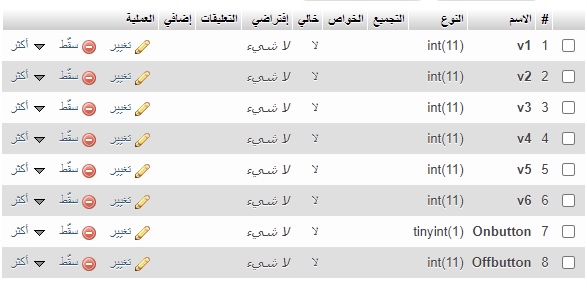 # الاسم النوع التجميع الخواص خالي إفتراضي التعليقات إضافي العملية
1 v1 int(11) لا لا شيء تغيير سقّط أكثر
2 v2 int(11) لا لا شيء تغيير سقّط أكثر
3 v3 int(11) لا لا شيء تغيير سقّط أكثر
4 v4 int(11) لا لا شيء تغيير سقّط أكثر
5 v5 int(11) لا لا شيء تغيير سقّط أكثر
6 v6 int(11) لا لا شيء تغيير سقّط أكثر
7 Onbutton tinyint(1) لا لا شيء تغيير سقّط أكثر
8 Offbutton int(11) لا لا شيء تغيير سقّط أكثر